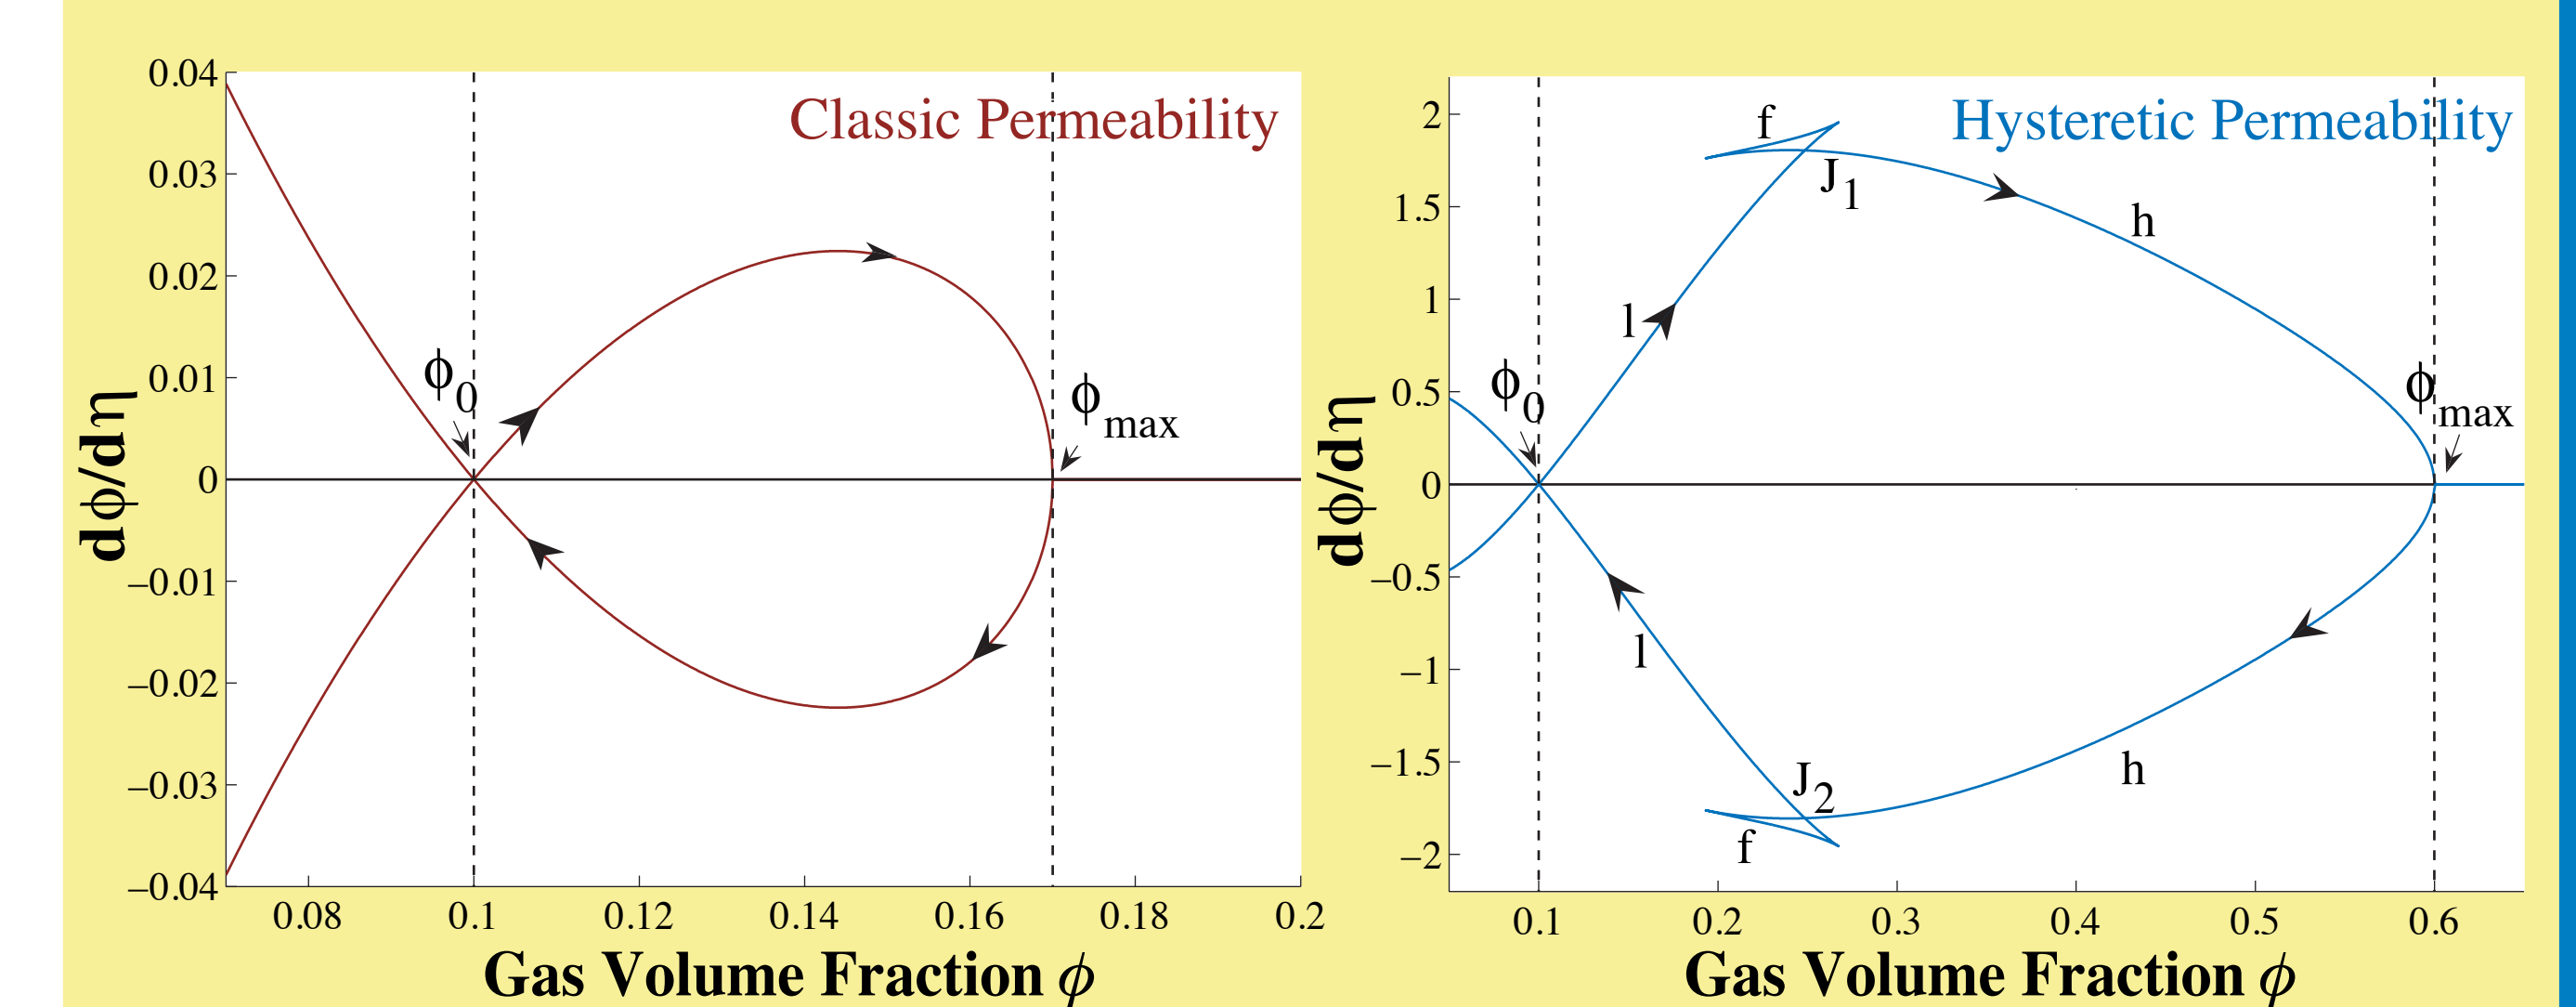 Classic Permeability
0.04
0.03
0.02
0.01
0
–0.01
–0.02
–0.03
–0.04
dϕ/dη
ϕ0
ϕmax
0.08 0.1 0.12 0.14 0.16 0.18 0.2
Gas Volume Fraction ϕ
Hysteretic Permeability
2
1.5
1
0.5
0
–0.5
–1
–1.5
–2
dϕ/dη
f
J1
h
l
ϕ0
ϕmax
l
J2
h
f
0.1 0.2 0.3 0.4 0.5 0.6
Gas Volume Fraction ϕ